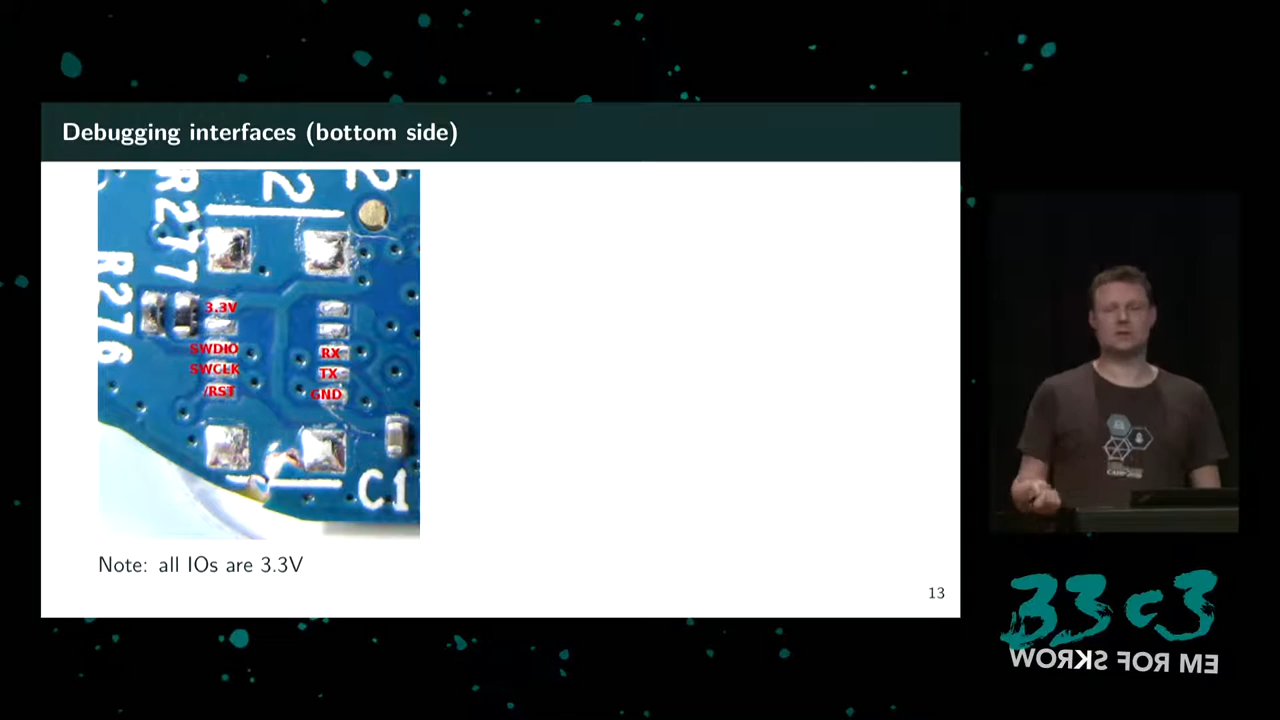 Debugging interfaces (bottom side)
2
R277
R276
3.3V
SWDIO
SWCLK
/RST
RX
TX
GND
C1
Note: all IOs are 3.3V
13
33c3
WORKS FOR ME